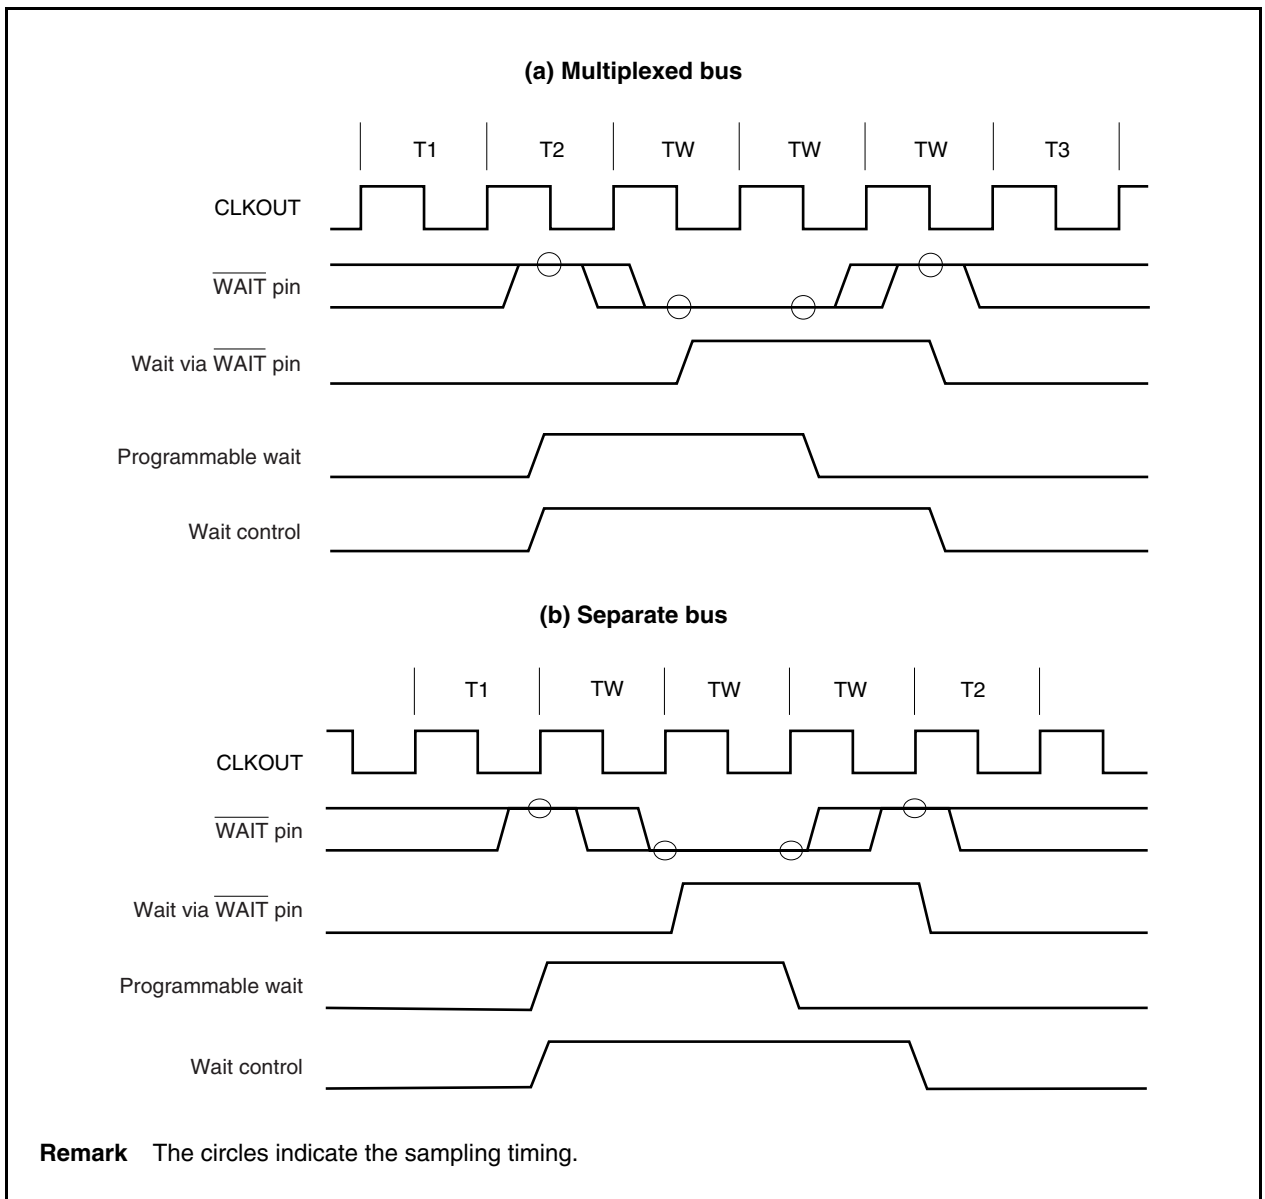 (a) Multiplexed bus
T1 T2 TW TW TW T3
CLKOUT
WAIT pin
Wait via WAIT pin
Programmable wait
Wait control
(b) Separate bus
T1 TW TW TW T2
CLKOUT
WAIT pin
Wait via WAIT pin
Programmable wait
Wait control
Remark The circles indicate the sampling timing.